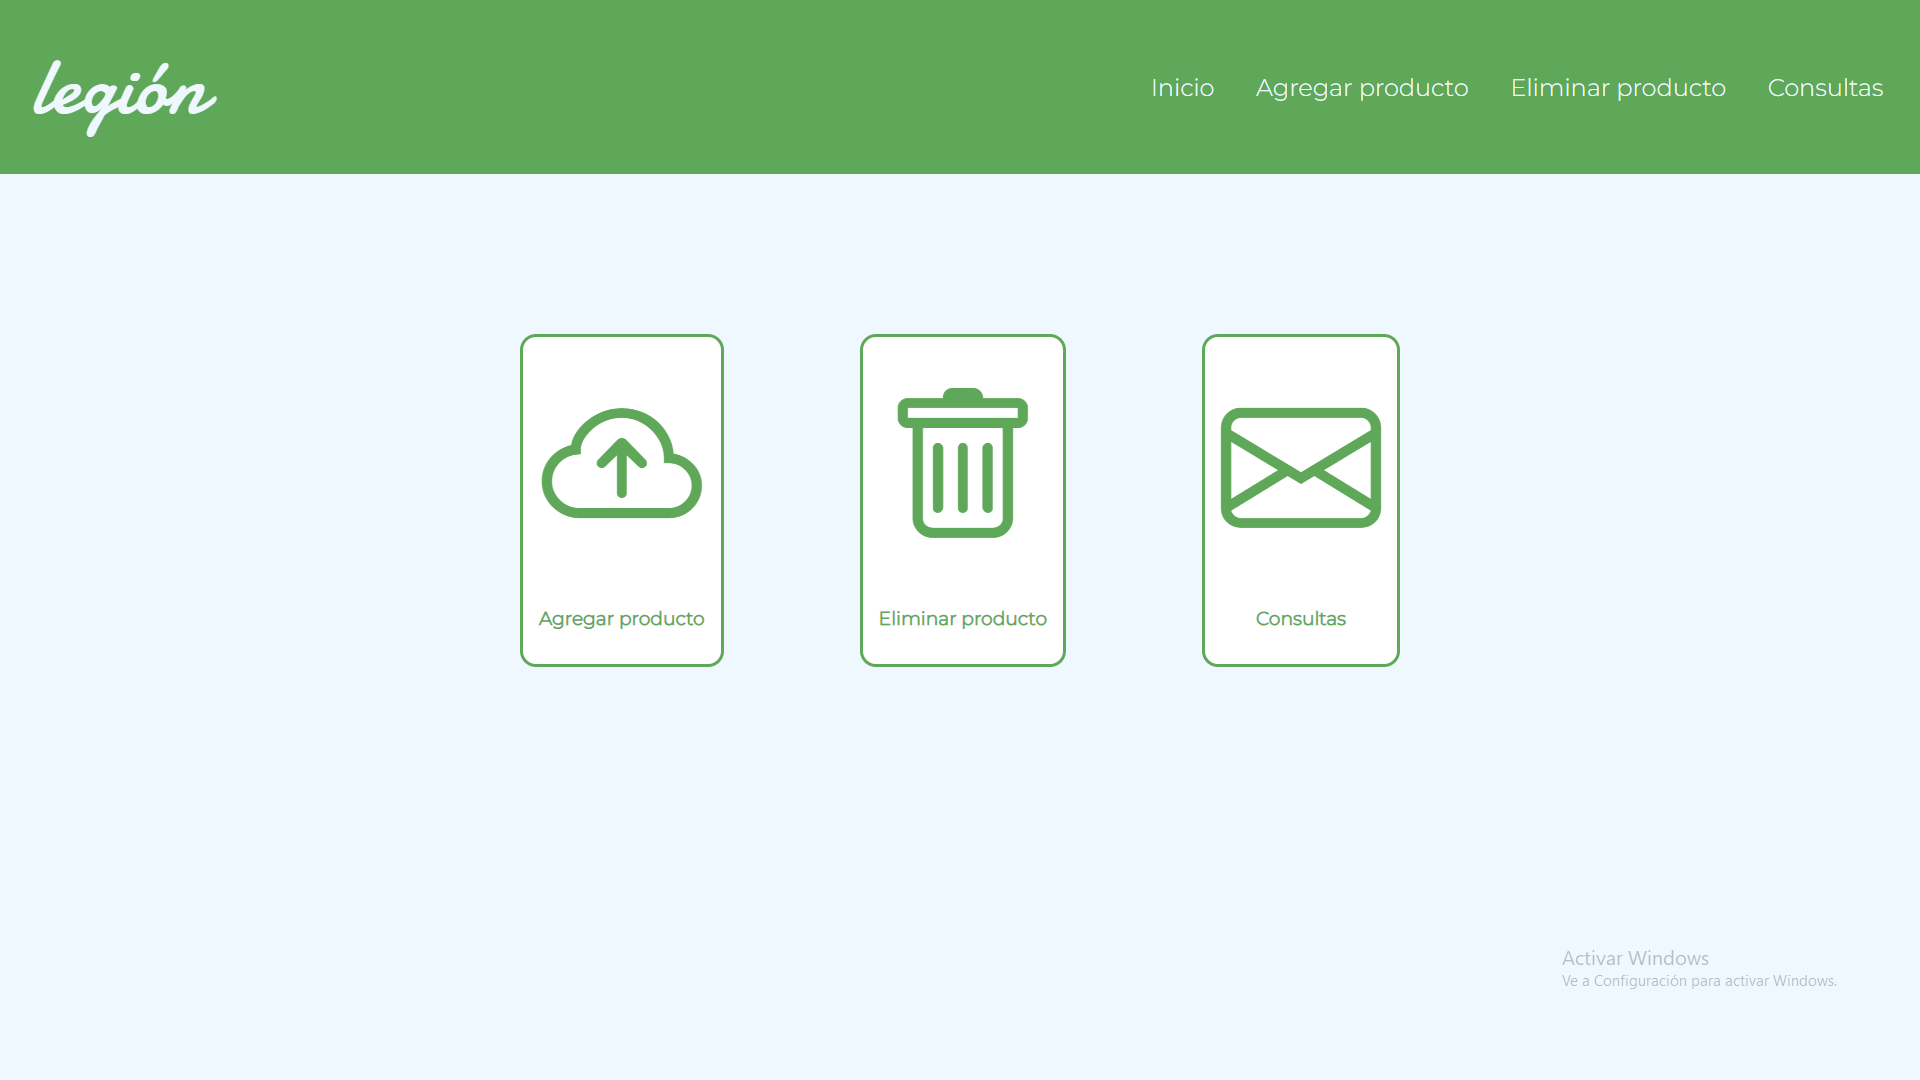 legión
Inicio Agregar producto Eliminar producto Consultas
Agregar producto Eliminar producto Consultas
Activar Windows
Ve a Configuración para activar Windows.